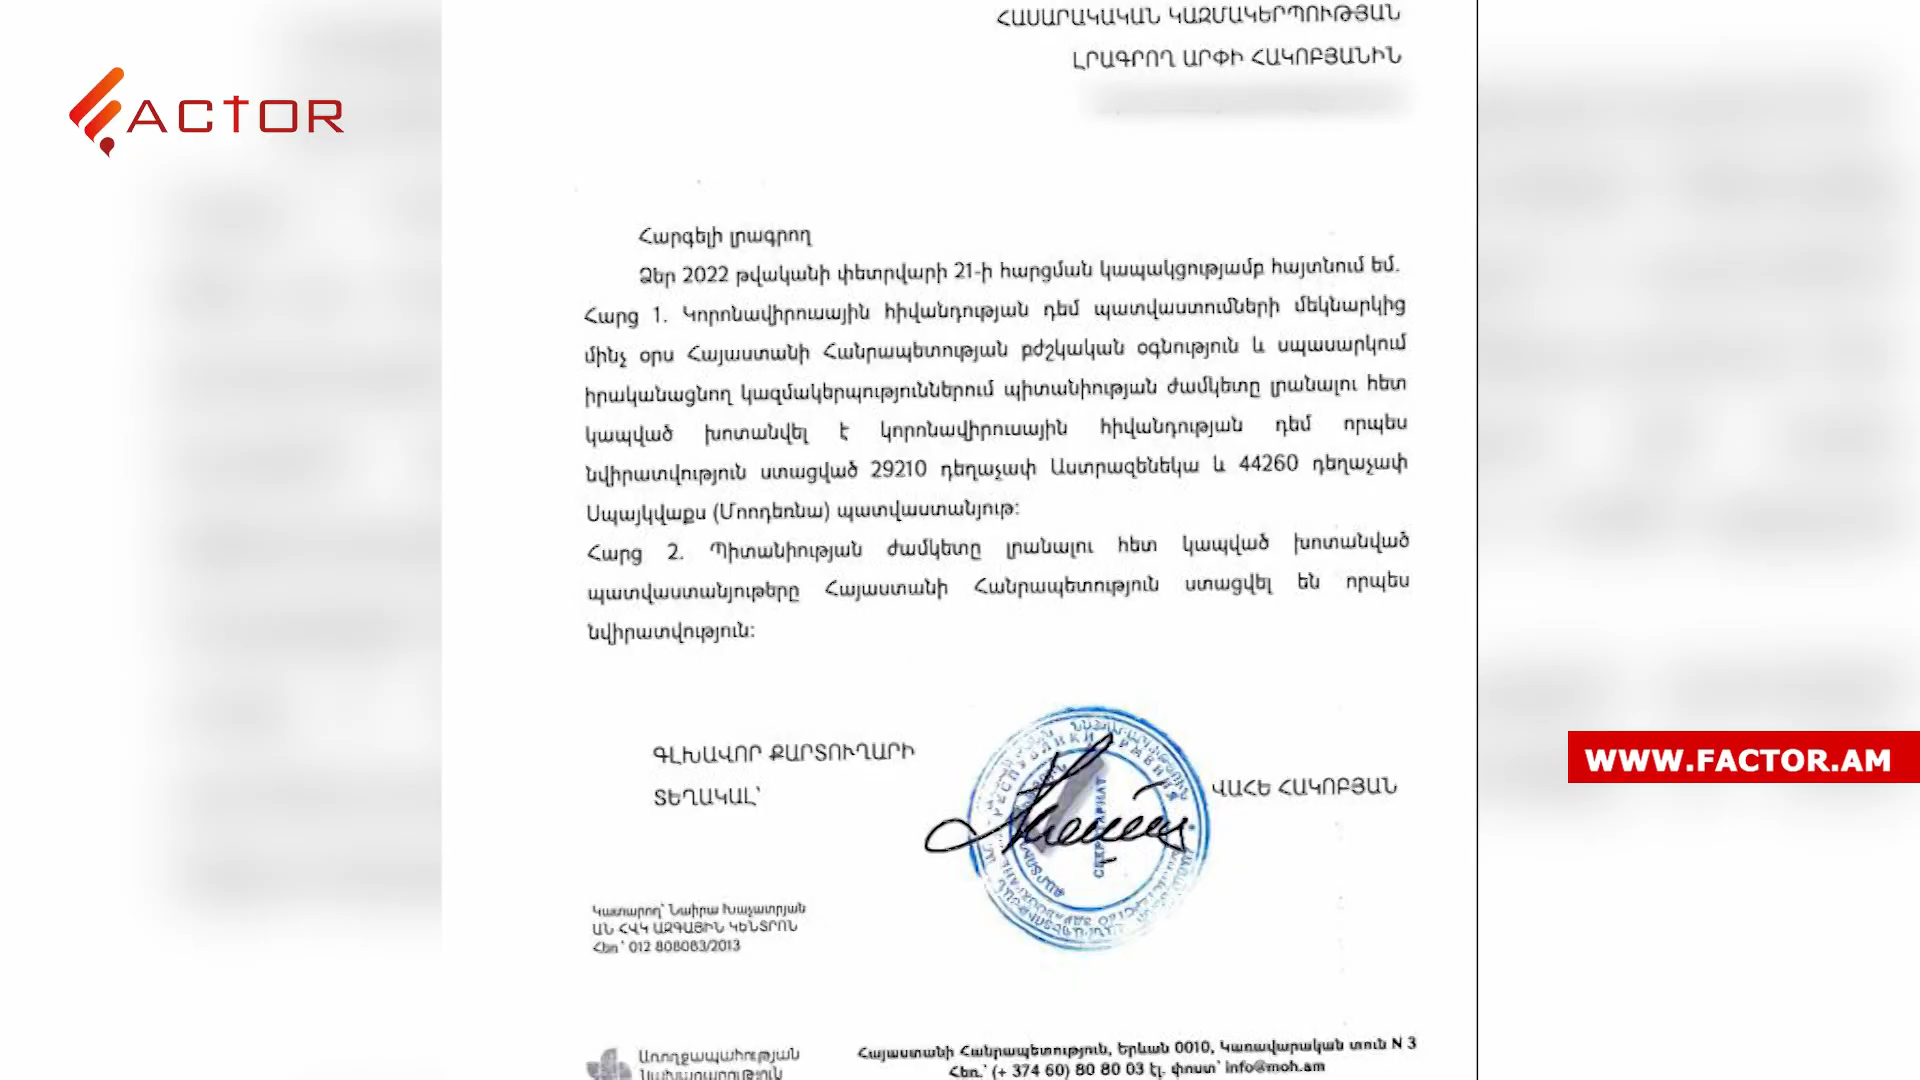 ՀԱՍԱՐԱԿԱԿԱՆ ԿԱԶՄԱԿԵՐՊՈՒԹՅԱՆ
ԼՐԱԳՐՈՂ ԱՐՓԻ ՀԱԿՈԲՅԱՆԻՆ
ACTOR
Հարգելի լրագրող
Ձեր 2022 թվականի փետրվարի 21-ի հարցման կապակցությամբ հայտնում եմ.
Հարց 1. Կորոնավիրուսային հիվանդության դեմ պատվաստումների մեկնարկից
մինչ օրս Հայաստանի Հանրապետության բժշկական օգնություն և սպասարկում
իրականացնող կազմակերպություններում պիտանիության ժամկետը լրանալու հետ
կապված խոտանվել է կորոնավիրուսային հիվանդության դեմ որպես
նվիրատվություն ստացված 29210 դեղաչափ Աստրազենեկա և 44260 դեղաչափ
Սպայկվաքս (Մոդեռնա) պատվաստանյութ:
Հարց 2. Պիտանիության ժամկետը լրանալու հետ կապված խոտանված
պատվաստանյութերը Հայաստանի Հանրապետություն ստացվել են որպես
նվիրատվություն:
WWW.FACTOR.AM
ԳԼԽԱՎՈՐ ՔԱՐՏՈՒՂԱՐԻ
ՏԵՂԱԿԱԼ՝
ՎԱՀԵ ՀԱԿՈԲՅԱՆ
РЕСПУБЛИКИ АРМЕНИЯ
СЕКРЕТАРИАТ
Կատարող՝ Նաիրա Խաչատրյան
ԱՆ ՀՎԿ ԱԶԳԱՅԻՆ ԿԵՆՏՐՈՆ
Հեռ՝ 012 808083/2013
Առողջապահության
Նախարարություն
Հայաստանի Հանրապետություն, Երևան 0010, Կառավարական տուն N 3
Հեռ.՝ (+ 374 60) 80 80 03 էլ. փոստ՝ info@moh.am